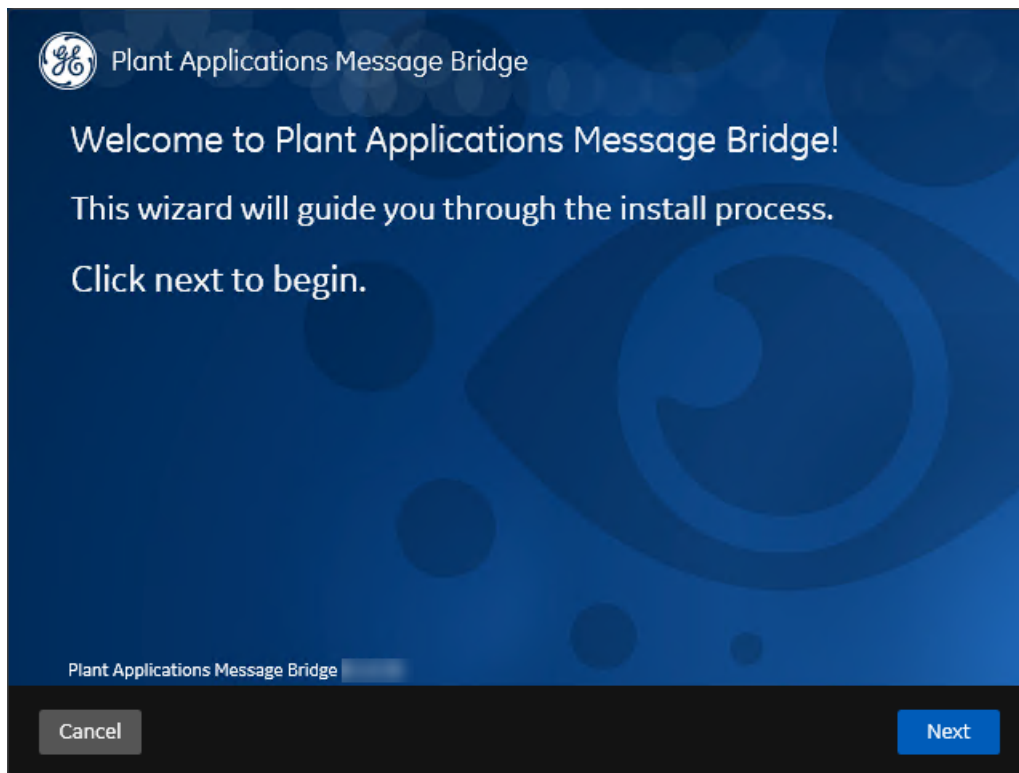 GE Plant Applications Message Bridge
Welcome to Plant Applications Message Bridge!
This wizard will guide you through the install process.
Click next to begin.
Plant Applications Message Bridge
Cancel
Next